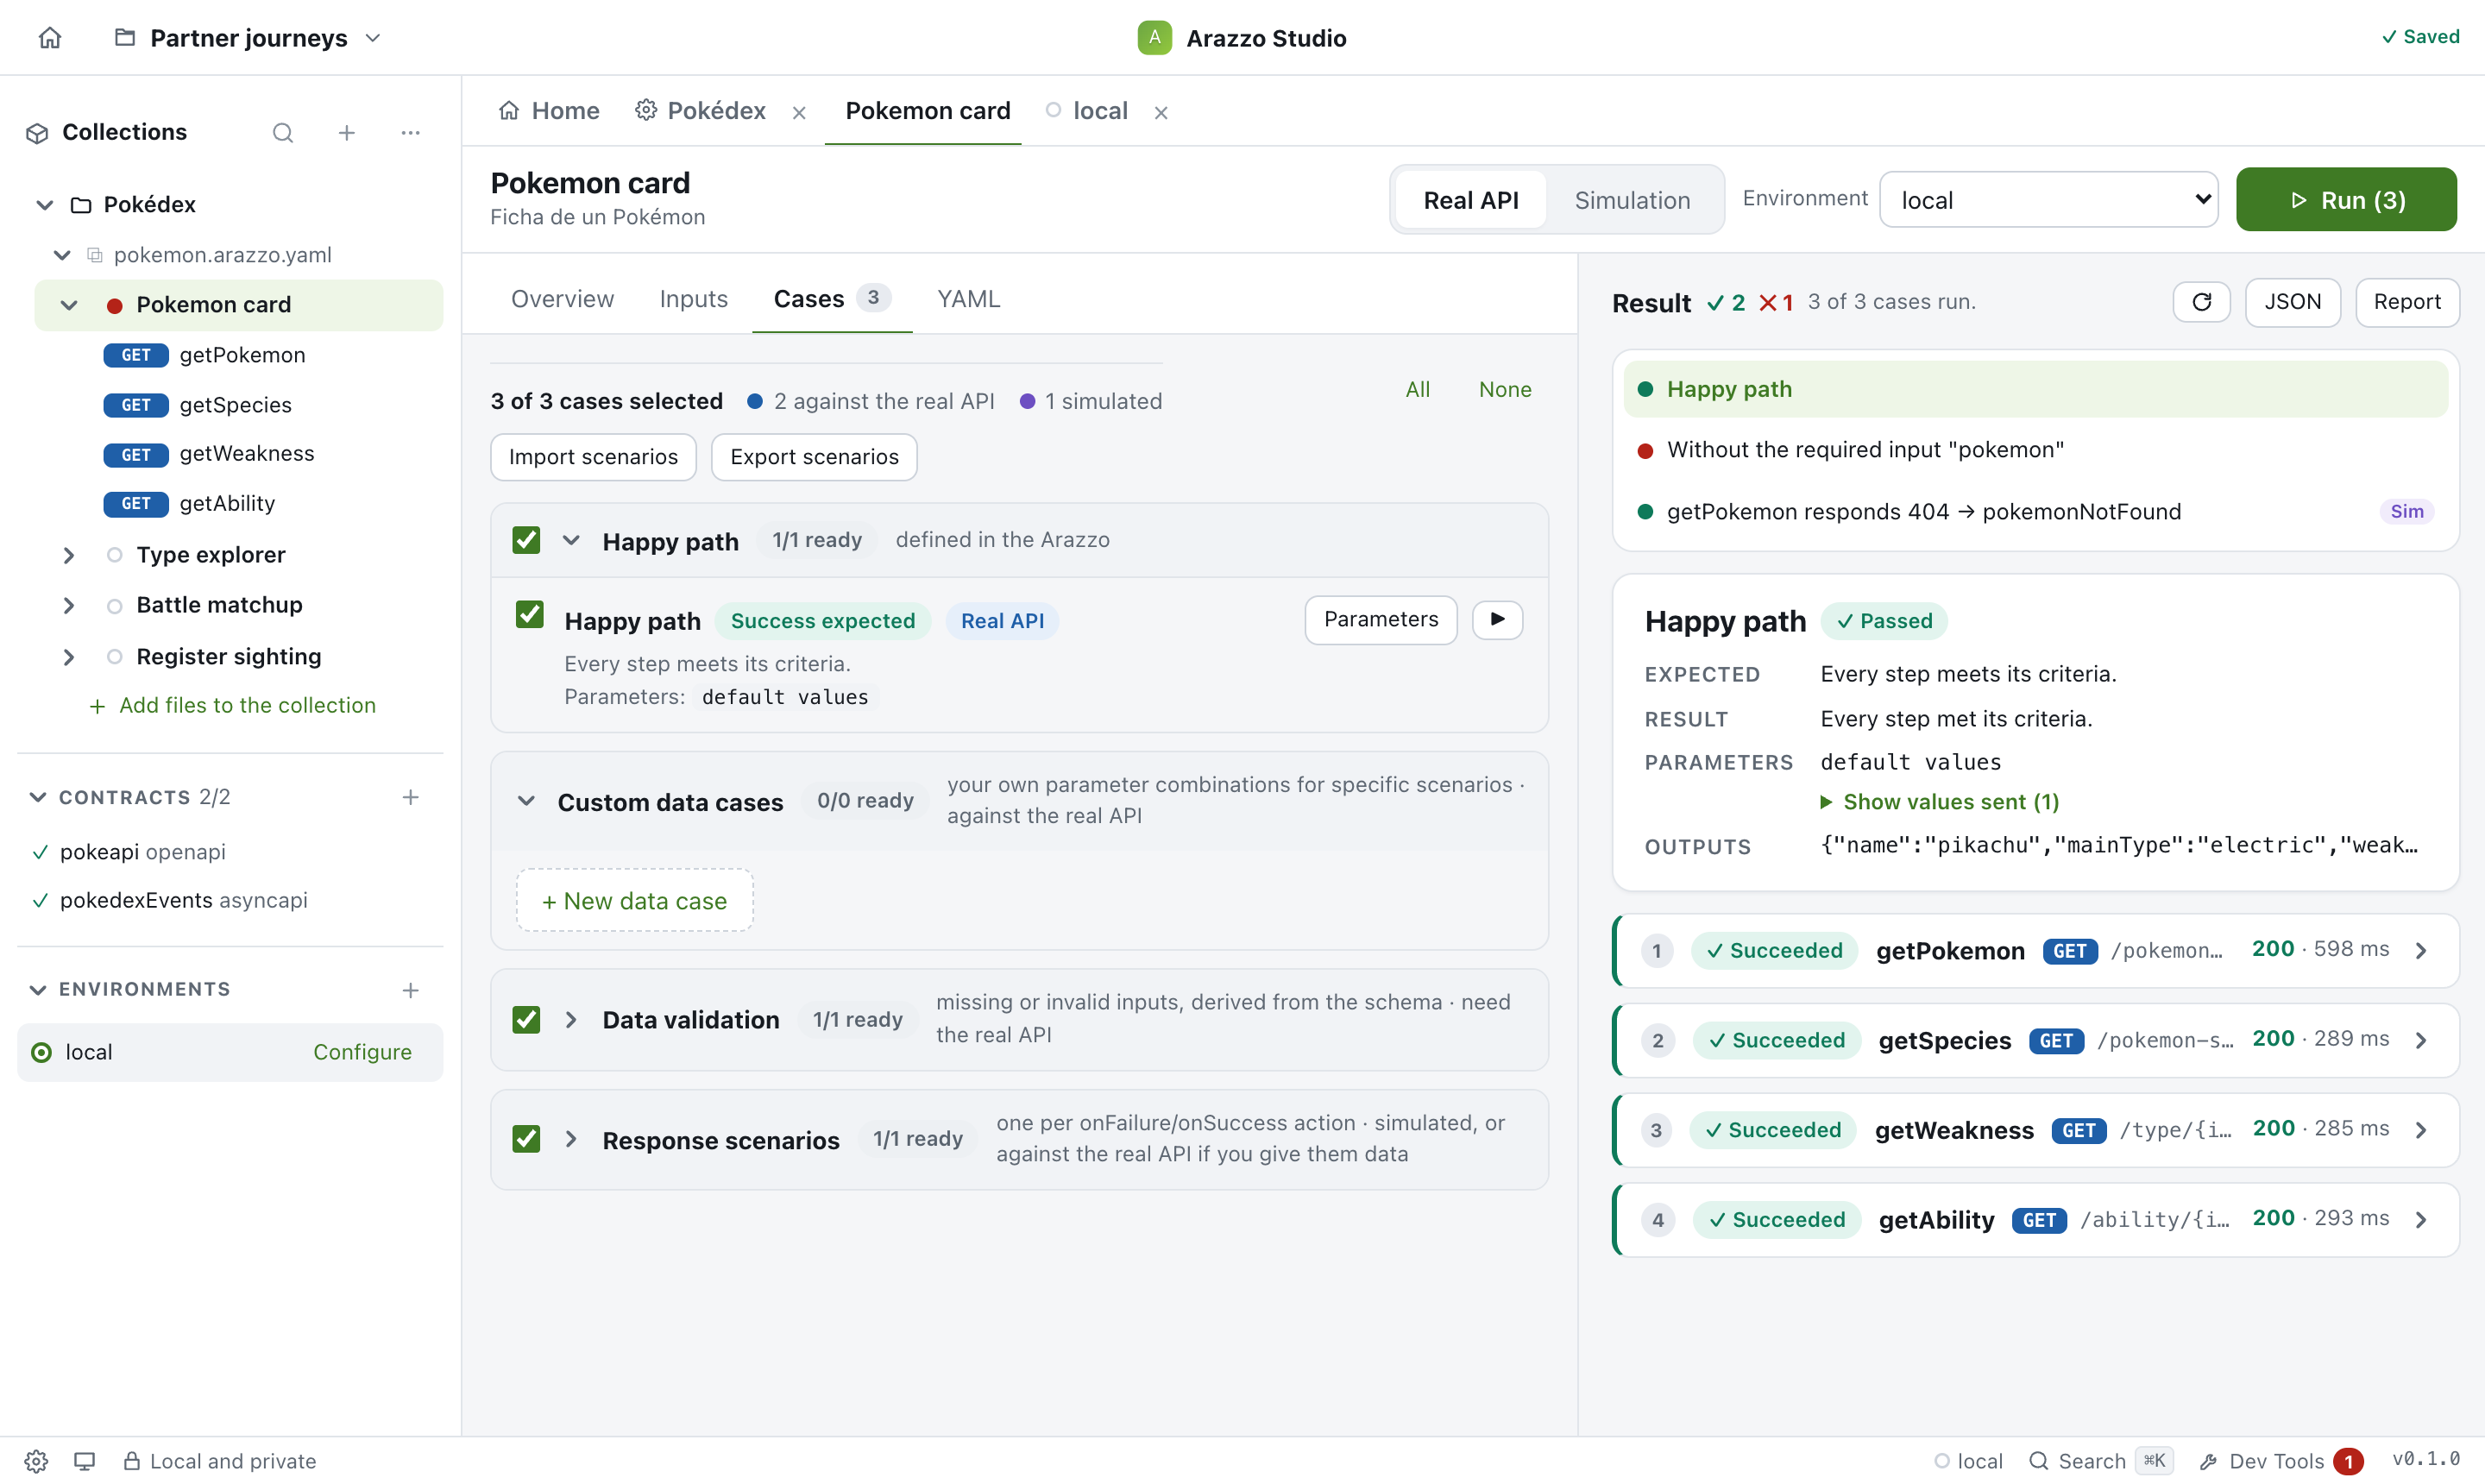 Partner journeys
A Arazzo Studio
✓ Saved
Collections
Pokédex
pokemon.arazzo.yaml
Pokemon card
GET getPokemon
GET getSpecies
GET getWeakness
GET getAbility
Type explorer
Battle matchup
Register sighting
+ Add files to the collection
CONTRACTS 2/2
✓ pokeapi openapi
✓ pokedexEvents asyncapi
ENVIRONMENTS
local Configure
Home Pokédex × Pokemon card local ×
Pokemon card
Ficha de un Pokémon
Real API Simulation Environment local Run (3)
Overview Inputs Cases 3 YAML
3 of 3 cases selected 2 against the real API 1 simulated
All None
Import scenarios Export scenarios
Happy path 1/1 ready defined in the Arazzo
Happy path Success expected Real API Parameters
Every step meets its criteria.
Parameters: default values
Custom data cases 0/0 ready your own parameter combinations for specific scenarios ·
against the real API
+ New data case
Data validation 1/1 ready missing or invalid inputs, derived from the schema · need
the real API
Response scenarios 1/1 ready one per onFailure/onSuccess action · simulated, or
against the real API if you give them data
Result ✓ 2 ✕ 1 3 of 3 cases run. JSON Report
Happy path
Without the required input "pokemon"
getPokemon responds 404 → pokemonNotFound Sim
Happy path ✓ Passed
EXPECTED Every step meets its criteria.
RESULT Every step met its criteria.
PARAMETERS default values
▶ Show values sent (1)
OUTPUTS {"name":"pikachu","mainType":"electric","weak…
1 ✓ Succeeded getPokemon GET /pokemon… 200 · 598 ms
2 ✓ Succeeded getSpecies GET /pokemon-s… 200 · 289 ms
3 ✓ Succeeded getWeakness GET /type/{i… 200 · 285 ms
4 ✓ Succeeded getAbility GET /ability/{i… 200 · 293 ms
Local and private
local Search ⌘K Dev Tools 1 v0.1.0